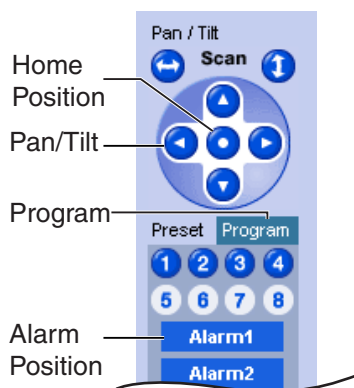 Pan / Tilt
Scan
Home
Position
Pan/Tilt
Program
Preset Program
1 2 3 4
5 6 7 8
Alarm
Position
Alarm1
Alarm2